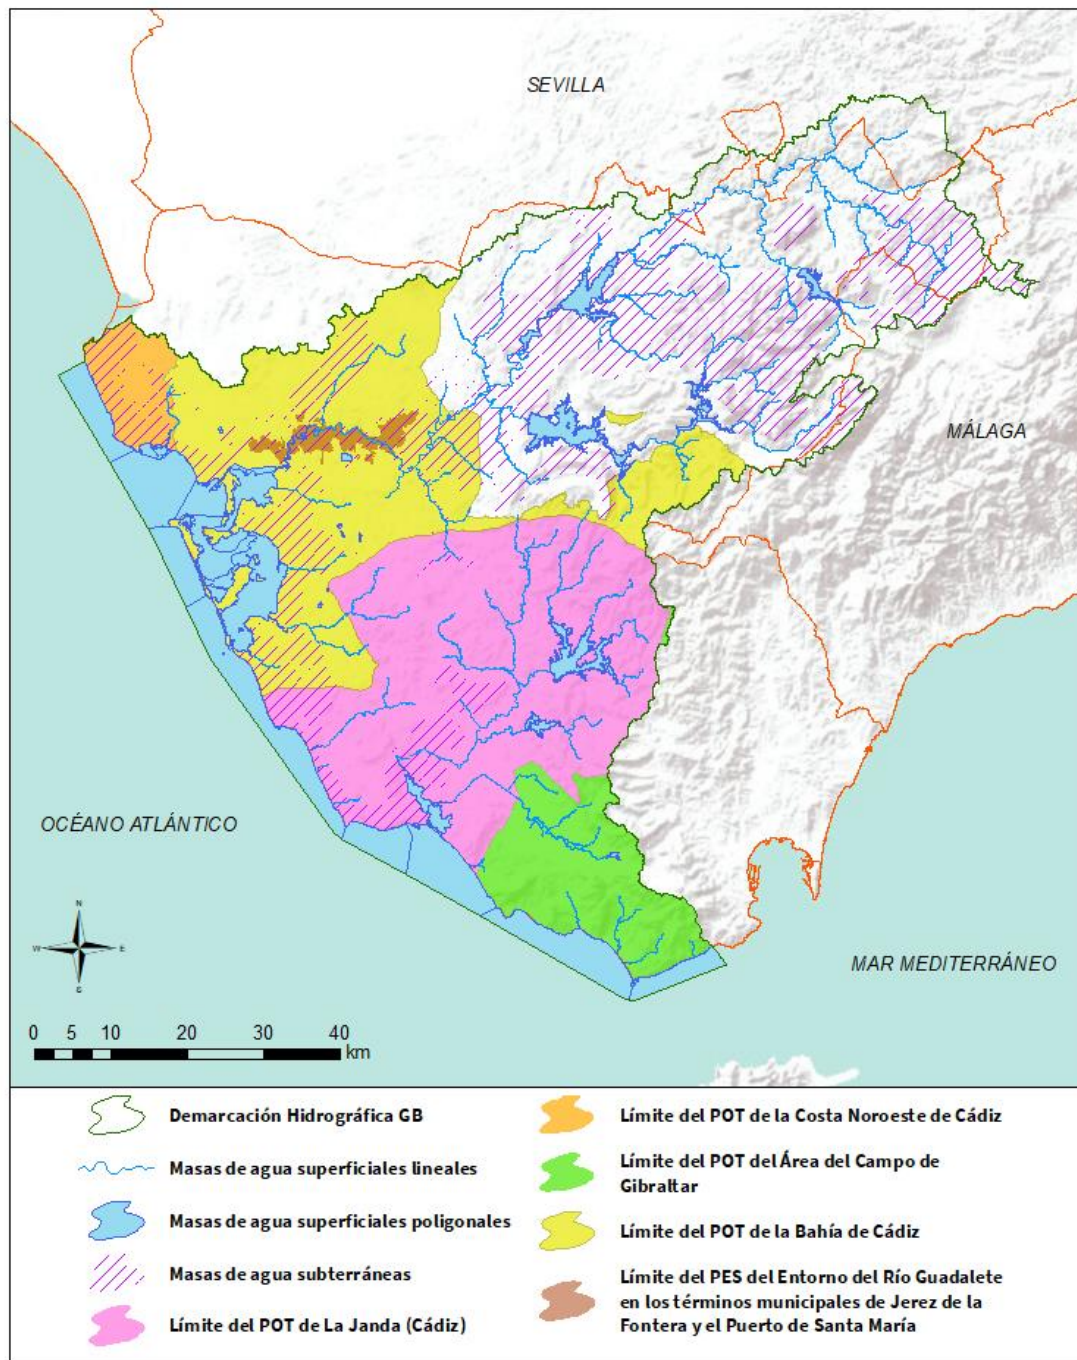 SEVILLA
MÁLAGA
OCÉANO ATLÁNTICO
N
W E
S
MAR MEDITERRÁNEO
0 5 10 20 30 40
km
Demarcación Hidrográfica GB
Masas de agua superficiales lineales
Masas de agua superficiales poligonales
Masas de agua subterráneas
Límite del POT de La Janda (Cádiz)
Límite del POT de la Costa Noroeste de Cádiz
Límite del POT del Área del Campo de
Gibraltar
Límite del POT de la Bahía de Cádiz
Límite del PES del Entorno del Río Guadalete
en los términos municipales de Jerez de la
Fontera y el Puerto de Santa María